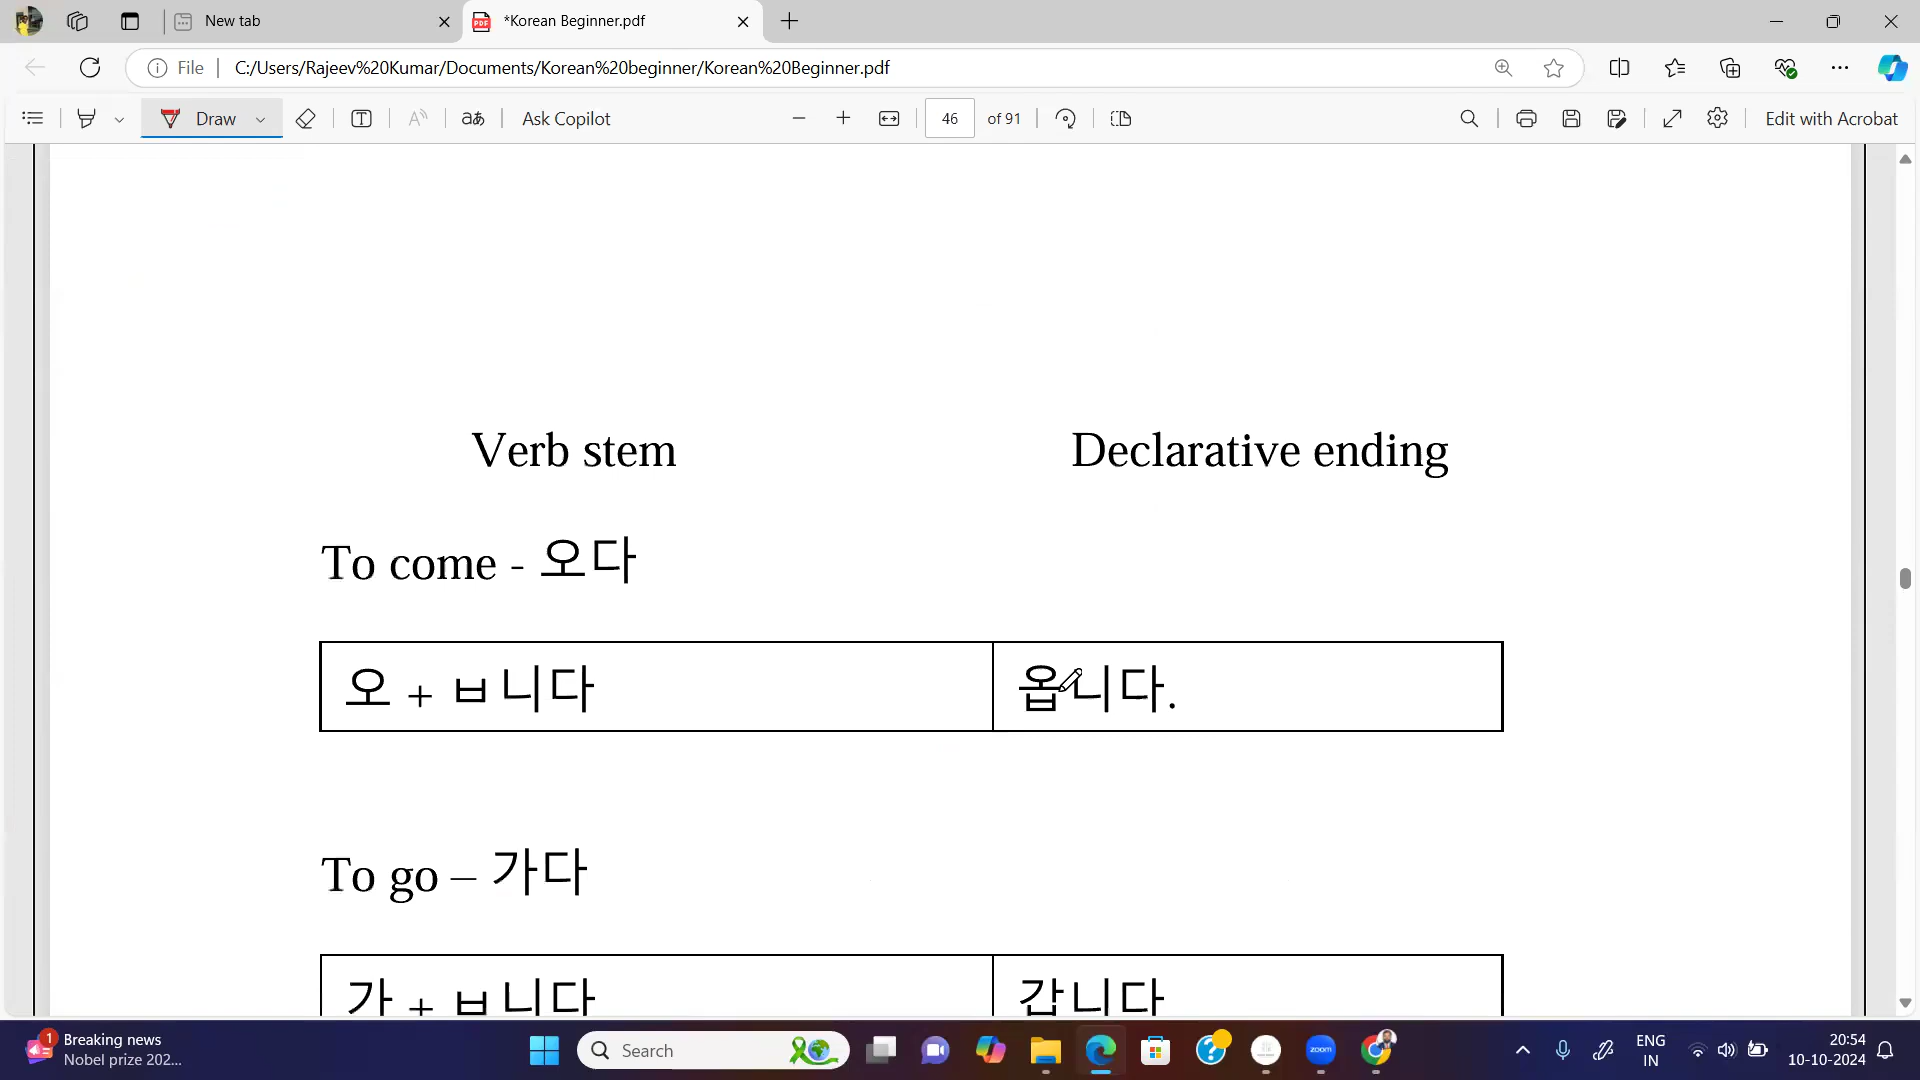 New tab
*Korean Beginner.pdf
File
C:/Users/Rajeev%20Kumar/Documents/Korean%20beginner/Korean%20Beginner.pdf
Draw
Ask Copilot
46 of 91
Edit with Acrobat
Verb stem
Declarative ending
To come - 오다
오 + ㅂ니다
옵니다.
To go – 가다
가 + ㅂ니다
갑니다
1
Breaking news
Nobel prize 202...
Search
zoom
ENG
IN
20:54
10-10-2024